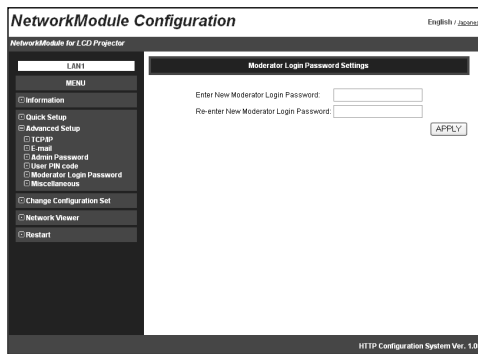 NetworkModule Configuration
English / Japanes
NetworkModule for LCD Projector
LAN1
MENU
Information
Quick Setup
Advanced Setup
TCP/IP
E-mail
Admin Password
User PIN code
Moderator Login Password
Miscellaneous
Change Configuration Set
Network Viewer
Restart
Moderator Login Password Settings
Enter New Moderator Login Password:
Re-enter New Moderator Login Password:
APPLY
HTTP Configuration System Ver. 1.0